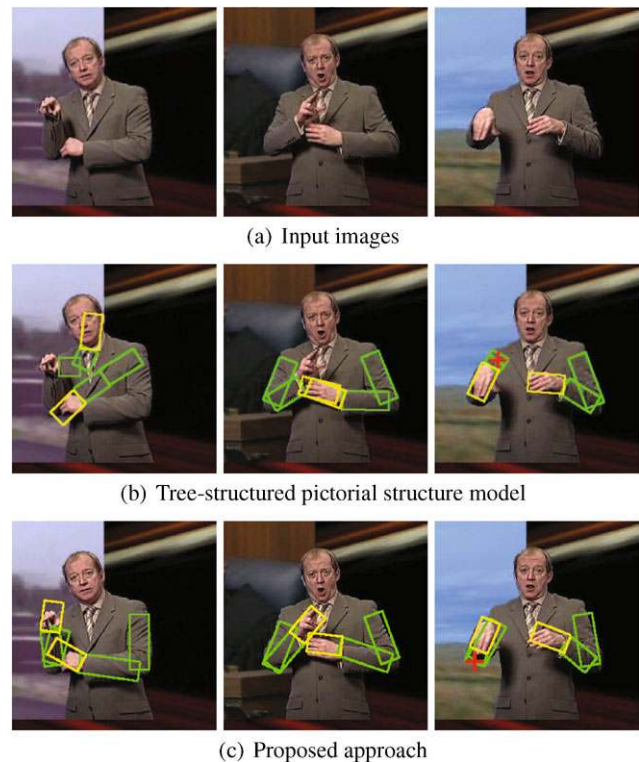 (a) Input images
(b) Tree-structured pictorial structure model
(c) Proposed approach